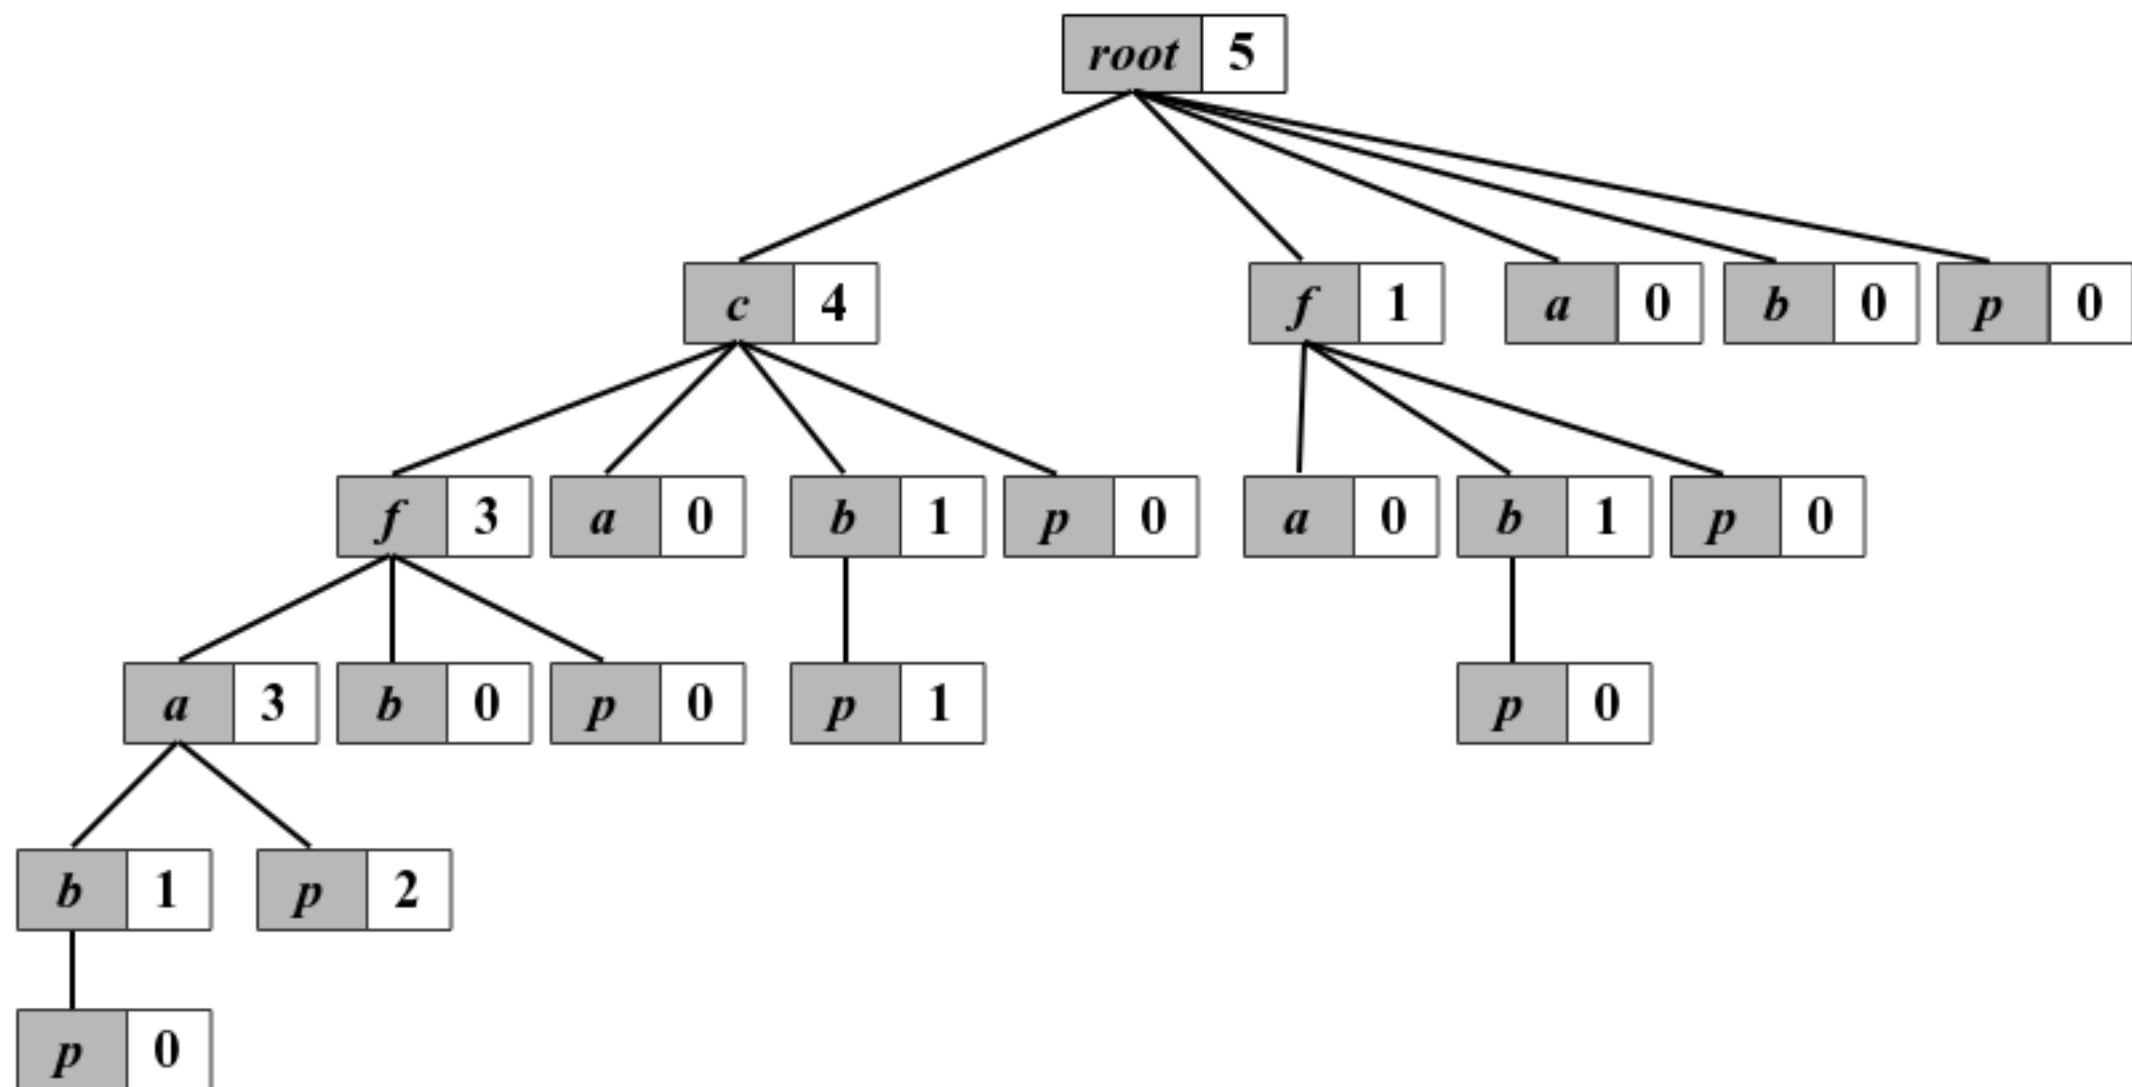 root 5
c 4 f 1 a 0 b 0 p 0
f 3 a 0 b 1 p 0 a 0 b 1 p 0
a 3 b 0 p 0 p 1 p 0
b 1 p 2
p 0